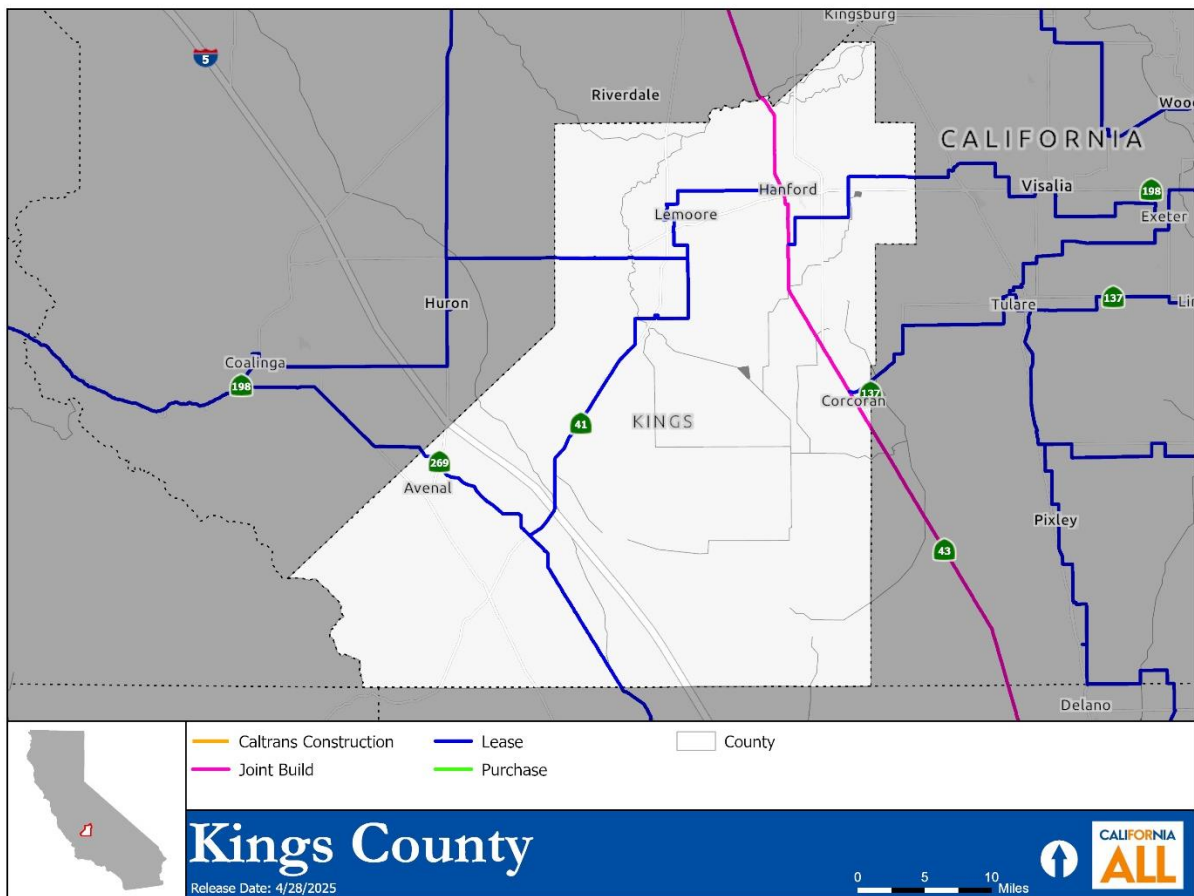 Kingsburg
5
Riverdale
CALIFORNIA
Hanford
Visalia
198
Lemoore
Exeter
Huron
Tulare
137
Coalinga
198
137
Corcoran
41
KINGS
269
Avenal
Pixley
43
Delano
Caltrans Construction
Lease
County
Joint Build
Purchase
Kings County
Release Date: 4/28/2025
0 5 10
Miles
CALIFORNIA
ALL